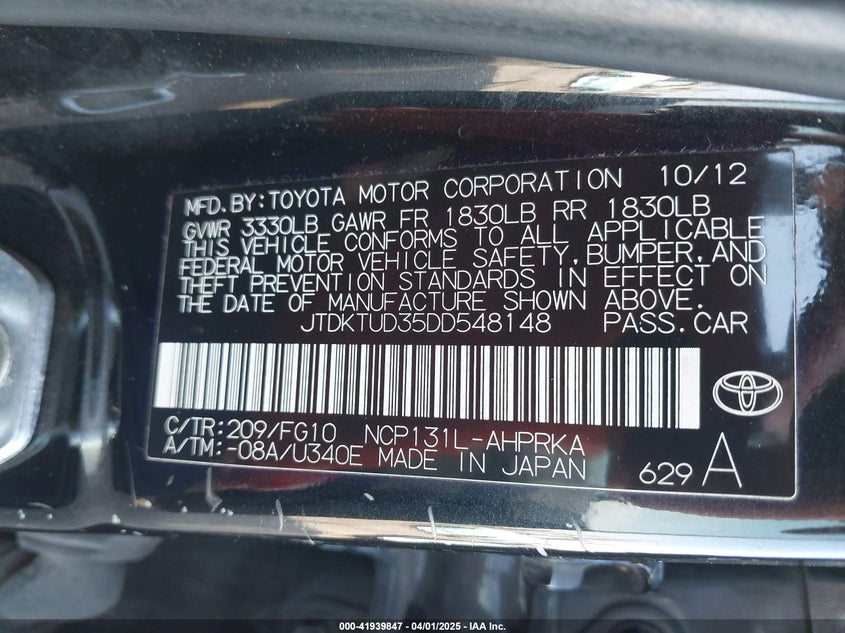 MFD.BY:TOYOTA MOTOR CORPORATION 10/12
GVWR 3330LB GAWR FR 1830LB RR 1830LB
THIS VEHICLE CONFORMS TO ALL APPLICABLE
FEDERAL MOTOR VEHICLE SAFETY,BUMPER,AND
THEFT PREVENTION STANDARDS IN EFFECT ON
THE DATE OF MANUFACTURE SHOWN ABOVE.
JTDKTUD35DD548148 PASS.CAR
C/TR:209/FG10 NCP131L-AHPRKA
A/TM:-08A/U340E MADE IN JAPAN
629 A
000-41939847 - 04/01/2025 - IAA Inc.